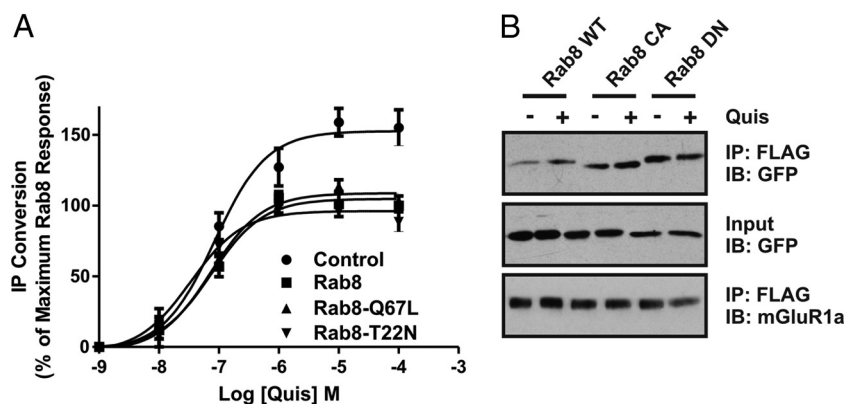 A
IP Conversion
(% of Maximum Rab8 Response)
150
100
50
0
-9 -8 -7 -6 -5 -4 -3
Log [Quis] M
Control
Rab8
Rab8-Q67L
Rab8-T22N
B
Rab8 WT
Rab8 CA
Rab8 DN
- + - + - + Quis
IP: FLAG
IB: GFP
Input
IB: GFP
IP: FLAG
IB: mGluR1a